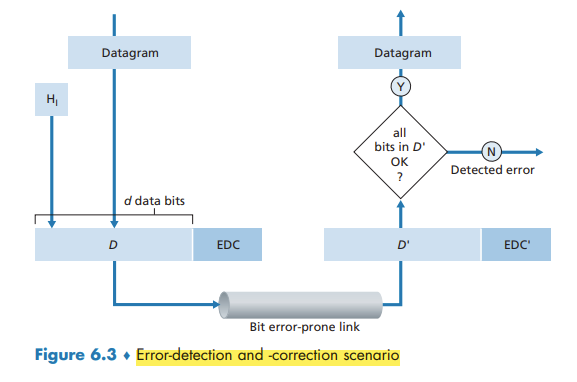 Datagram
Datagram
H_I
Y
all
bits in D'
OK
?
N
Detected error
d data bits
D
EDC
D'
EDC'
Bit error-prone link
Figure 6.3 ♦ Error-detection and -correction scenario